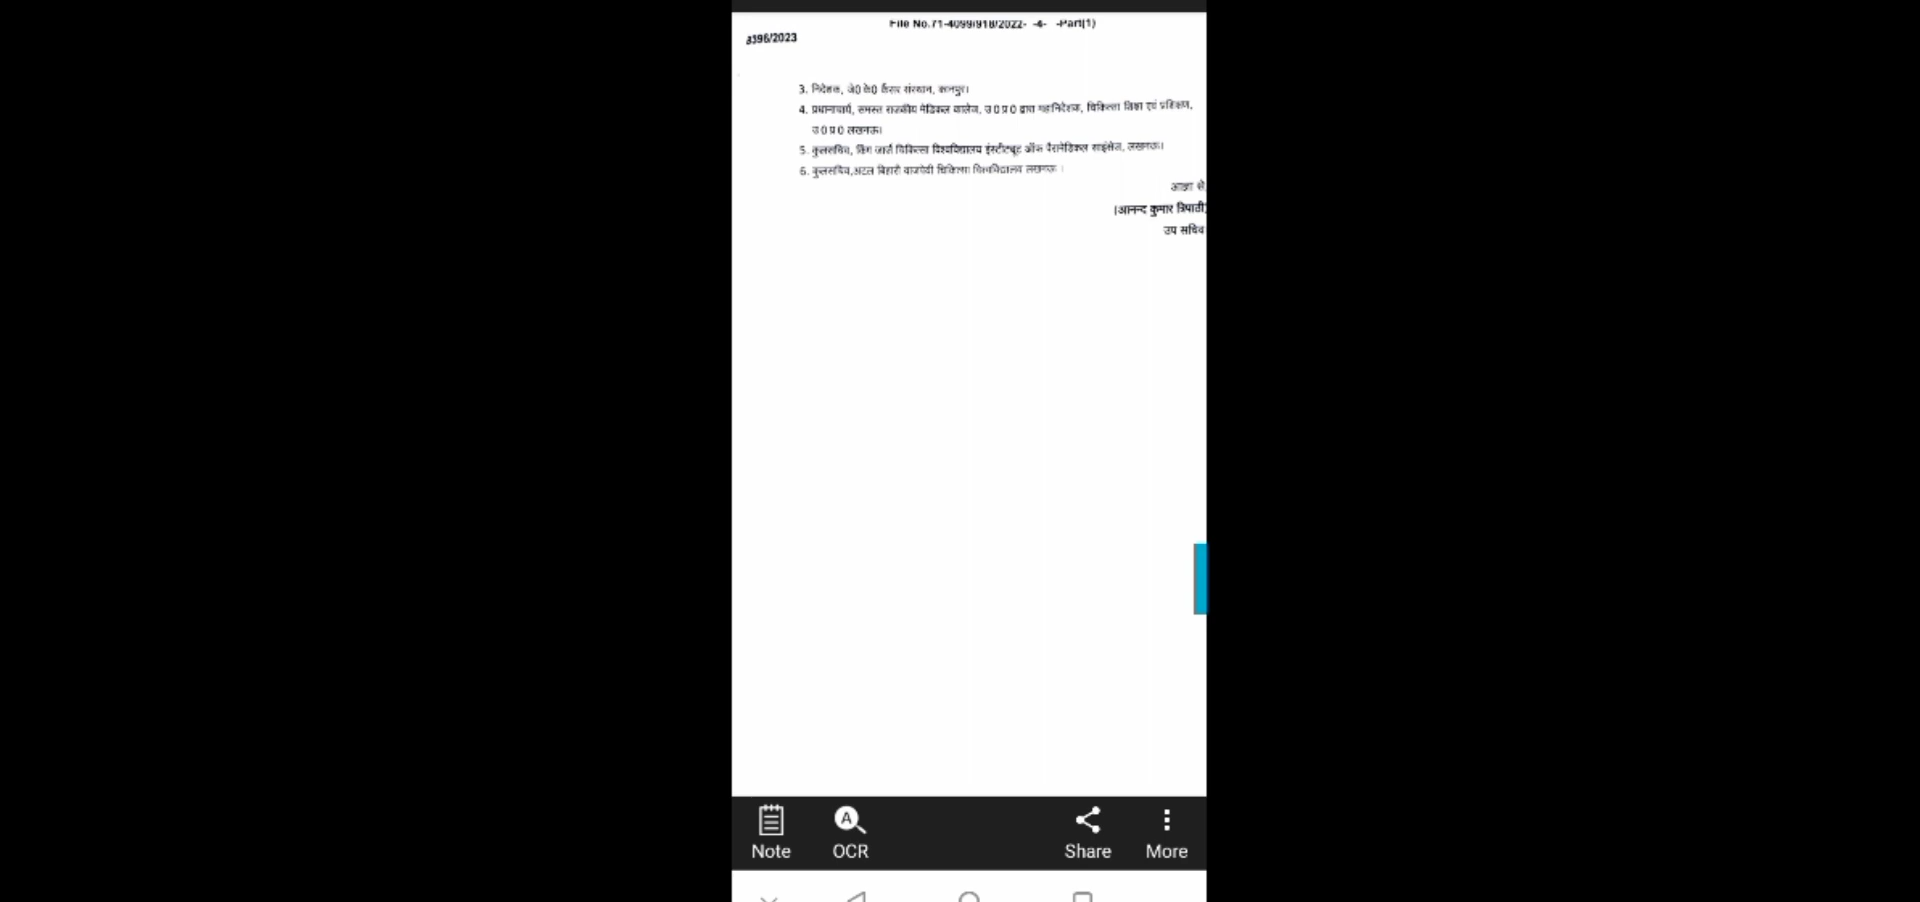 File No.71-4099/918/2022- -4- -Part(1)
3396/2023
3. निदेशक, जे0 के0 कैंसर संस्थान, कानपुर।
4. प्रधानाचार्य, समस्त राजकीय मेडिकल कालेज, उ0प्र0 द्वारा महानिदेशक, चिकित्सा शिक्षा एवं प्रशिक्षण,
उ0प्र0 लखनऊ।
5. कुलसचिव, किंग जार्ज चिकित्सा विश्वविद्यालय इंस्टीट्यूट ऑफ पैरामेडिकल साइंसेज, लखनऊ।
6. कुलसचिव,अटल बिहारी वाजपेयी चिकित्सा विश्वविद्यालय लखनऊ ।
आज्ञा से
(आनन्द कुमार त्रिपाठी)
उप सचिव
Note
OCR
Share
More